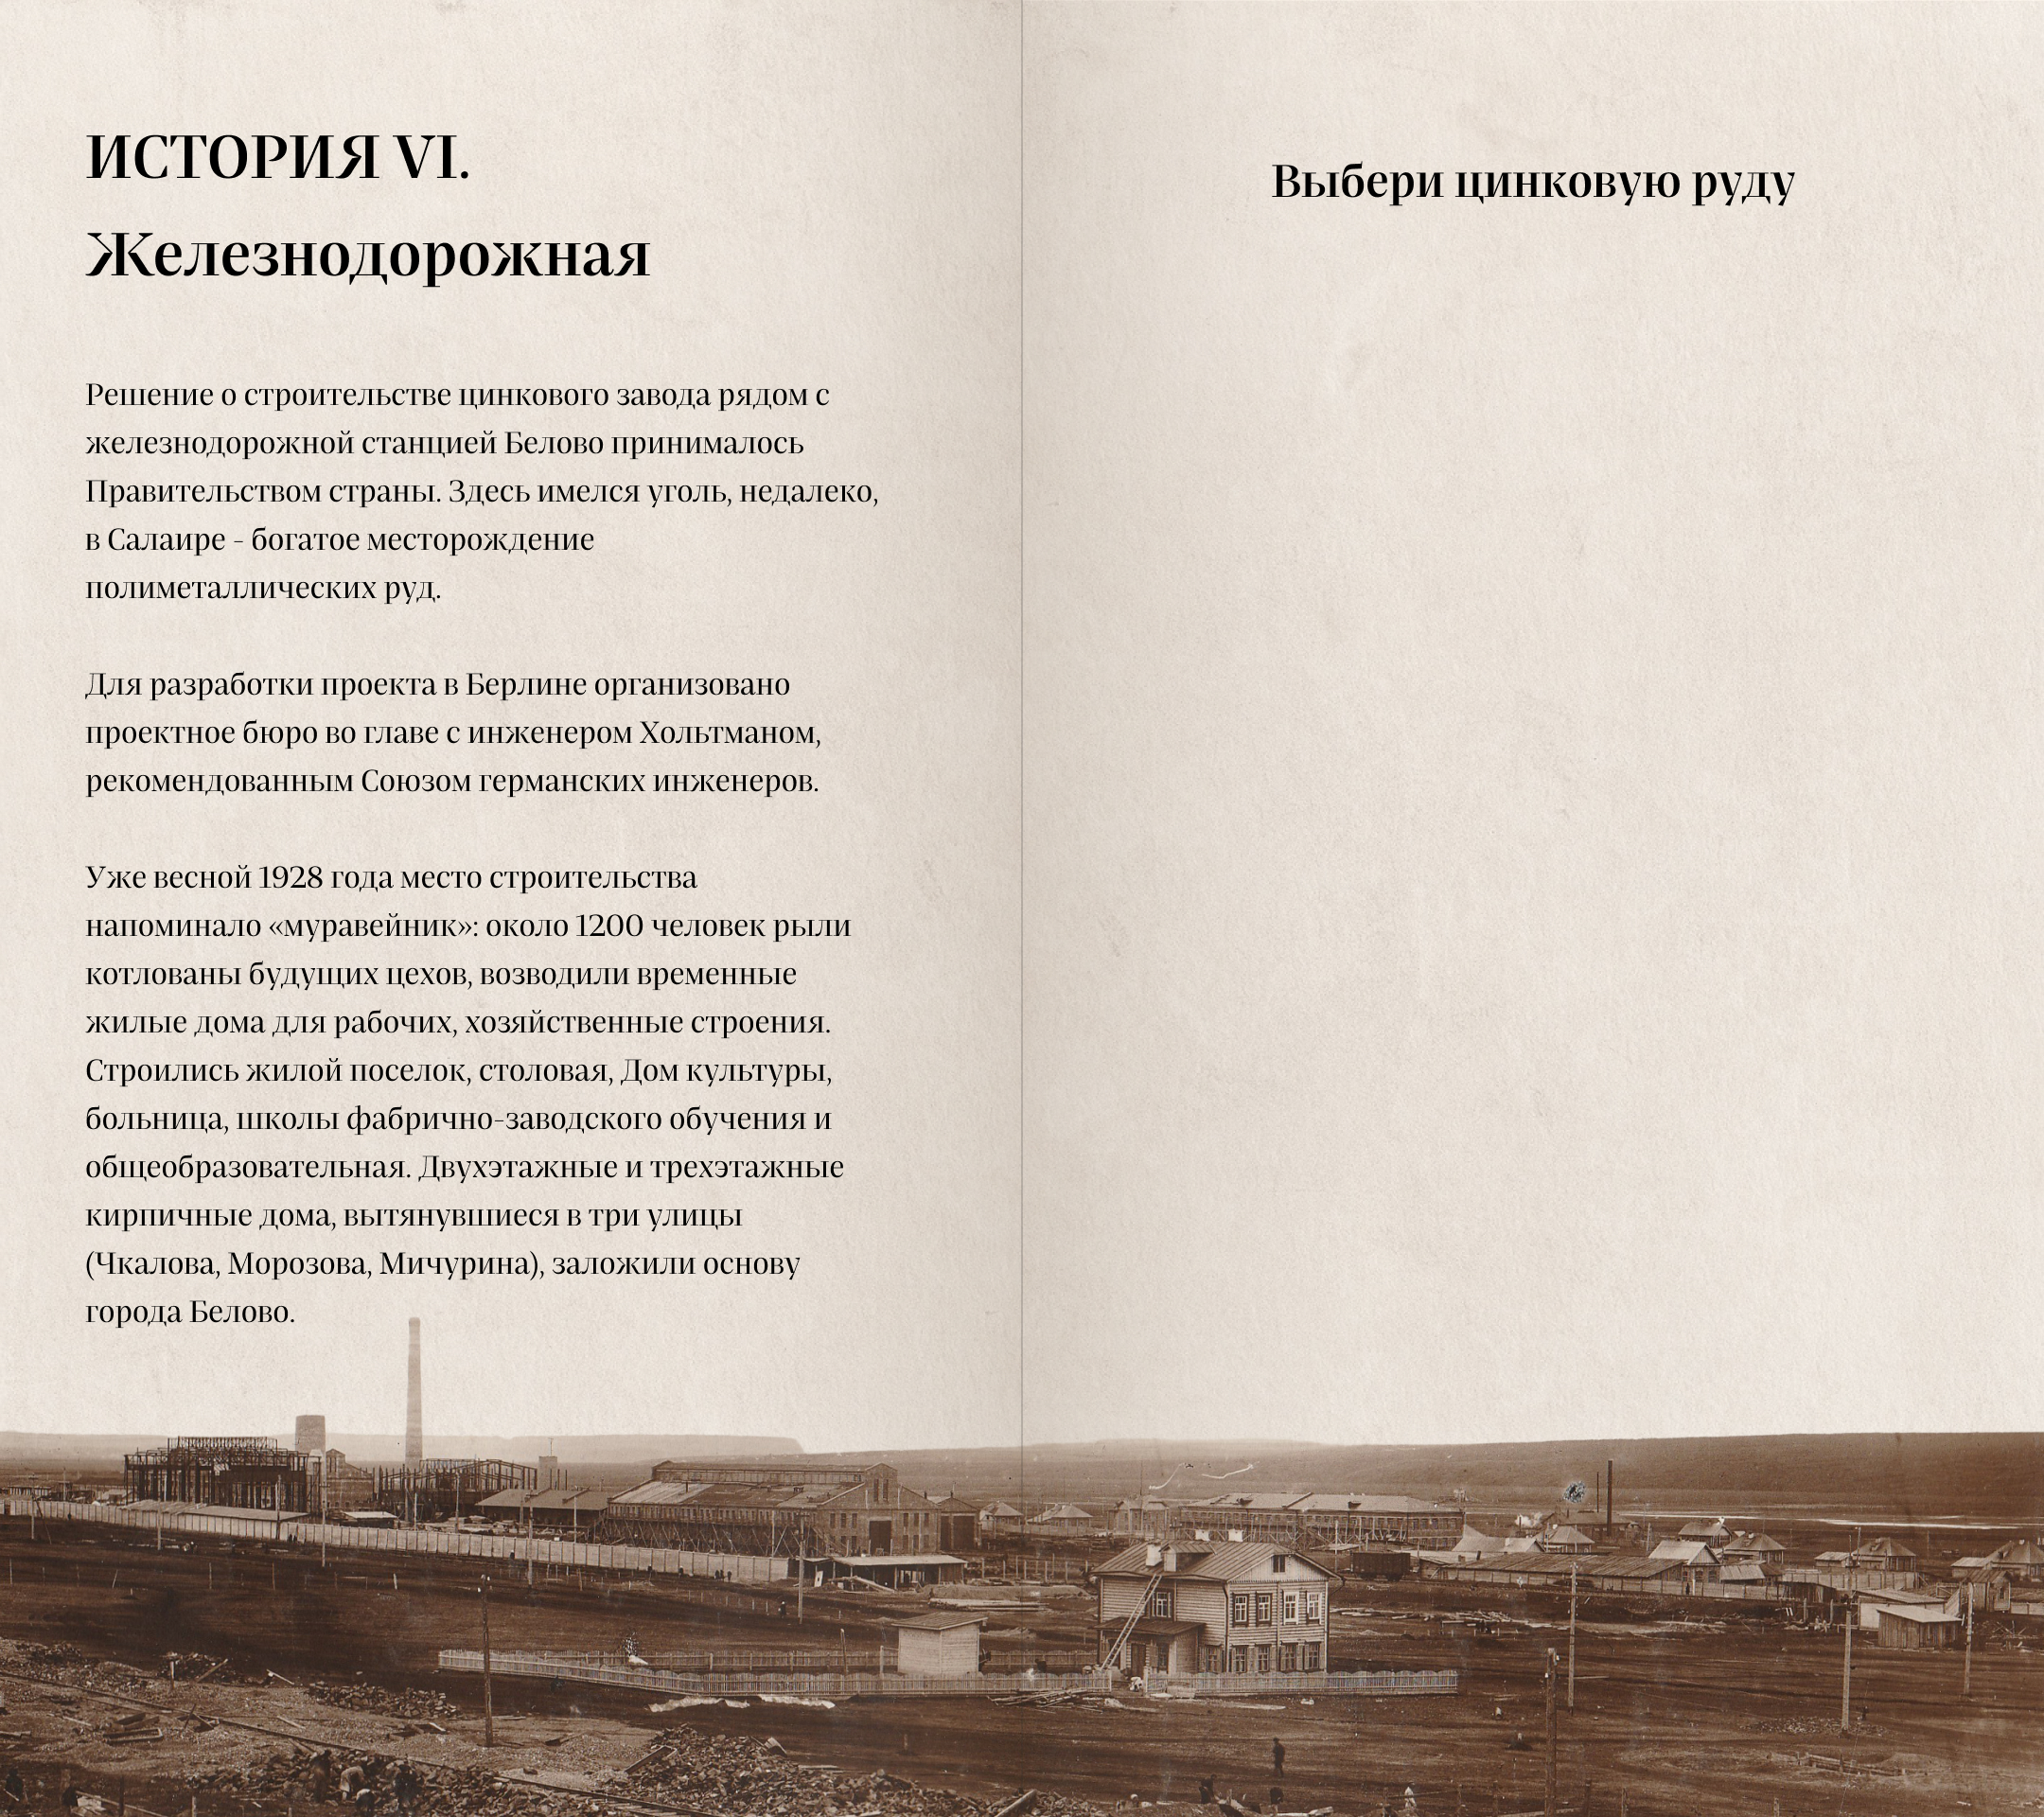 ИСТОРИЯ VI.
Железнодорожная
Решение о строительстве цинкового завода рядом с
железнодорожной станцией Белово принималось
Правительством страны. Здесь имелся уголь, недалеко,
в Салаире - богатое месторождение
полиметаллических руд.
Для разработки проекта в Берлине организовано
проектное бюро во главе с инженером Хольтманом,
рекомендованным Союзом германских инженеров.
Уже весной 1928 года место строительства
напоминало «муравейник»: около 1200 человек рыли
котлованы будущих цехов, возводили временные
жилые дома для рабочих, хозяйственные строения.
Строились жилой поселок, столовая, Дом культуры,
больница, школы фабрично-заводского обучения и
общеобразовательная. Двухэтажные и трехэтажные
кирпичные дома, вытянувшиеся в три улицы
(Чкалова, Морозова, Мичурина), заложили основу
города Белово.
Выбери цинковую руду